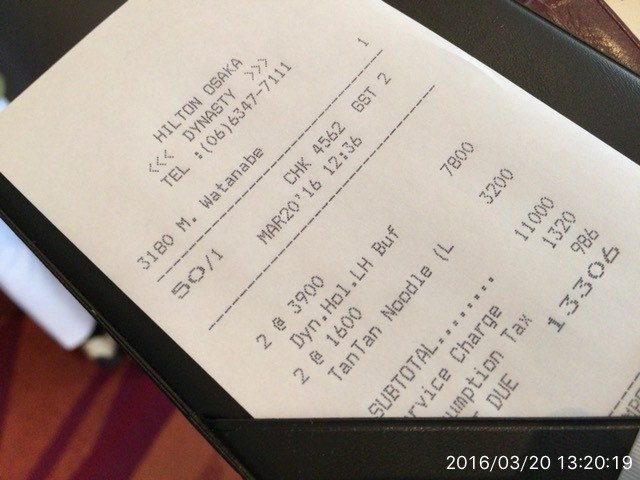 HILTON OSAKA
<<< DYNASTY >>>
TEL :(06)6347-7111
3180 M. Watanabe 1
50/1 CHK 4562 GST 2
MAR20'16 12:36
2 @ 3900
Dyn.Hol.LH Buf 7800
2 @ 1600
TanTan Noodle (L 3200
SUBTOTAL........ 11000
rvice Charge 1320
umption Tax 986
DUE 13306
2016/03/20 13:20:19